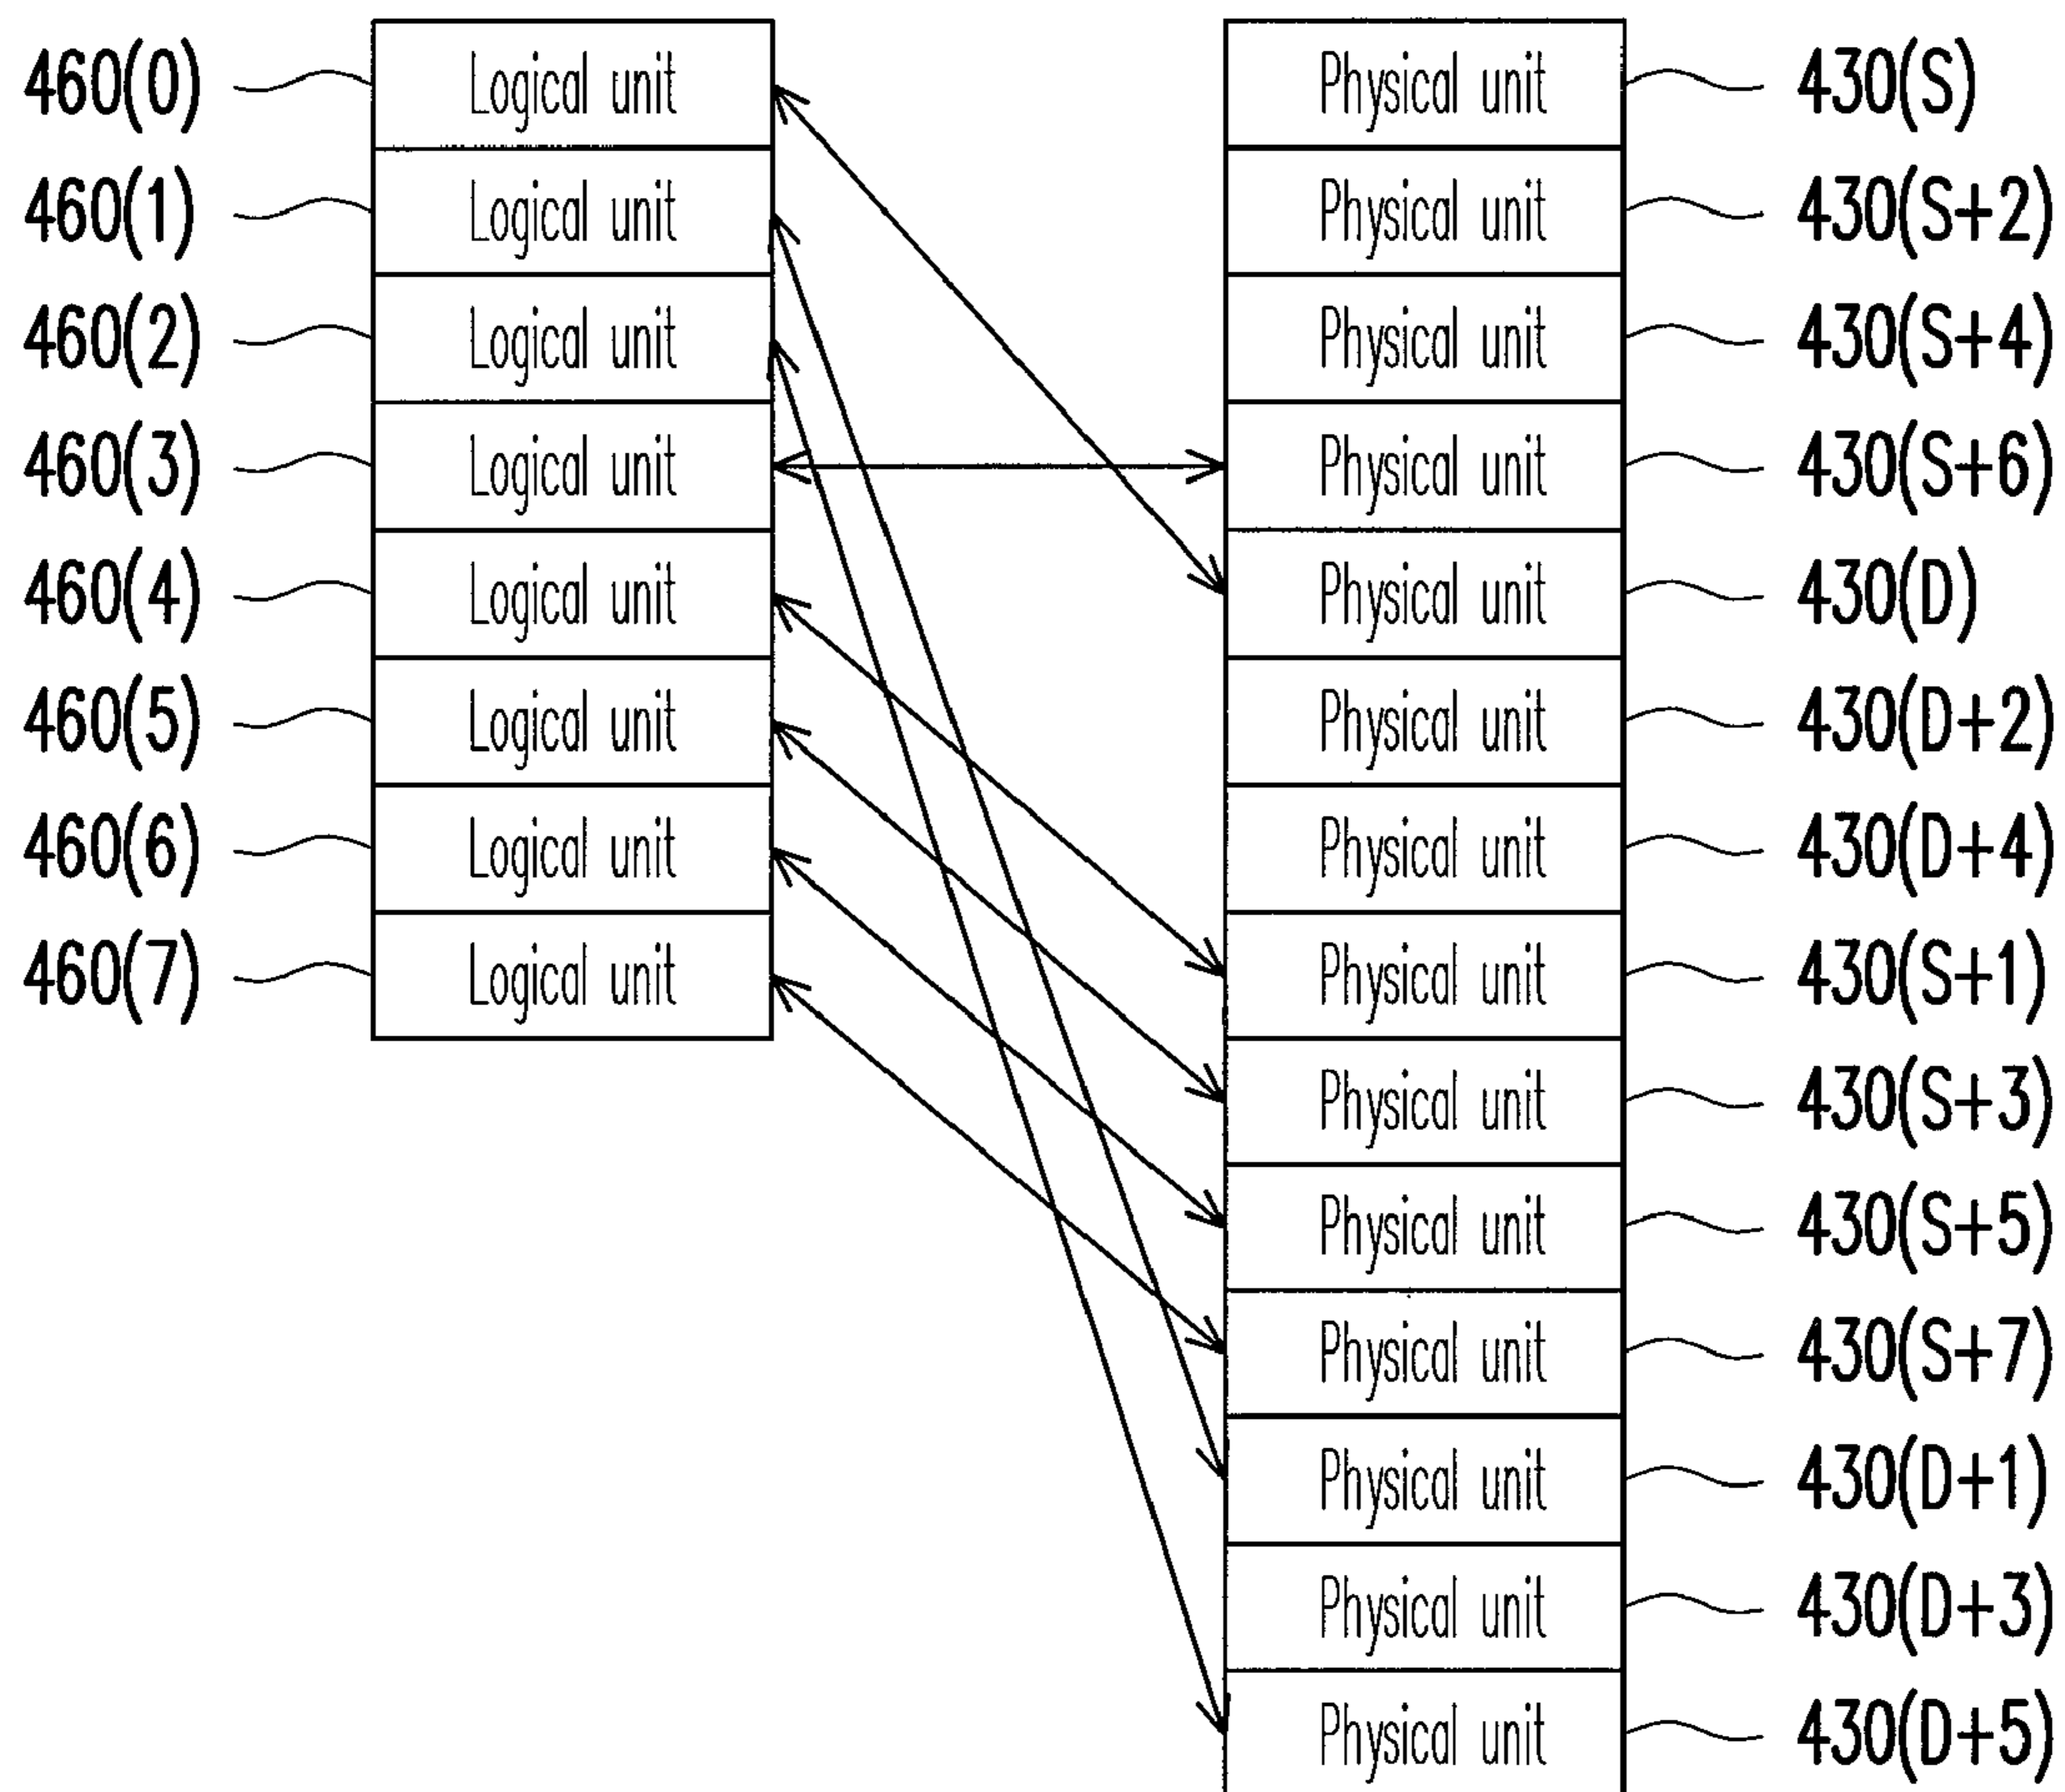 460(0) Logical unit Physical unit 430(S)
460(1) Logical unit Physical unit 430(S+2)
460(2) Logical unit Physical unit 430(S+4)
460(3) Logical unit Physical unit 430(S+6)
460(4) Logical unit Physical unit 430(D)
460(5) Logical unit Physical unit 430(D+2)
460(6) Logical unit Physical unit 430(D+4)
460(7) Logical unit Physical unit 430(S+1)
Physical unit 430(S+3)
Physical unit 430(S+5)
Physical unit 430(S+7)
Physical unit 430(D+1)
Physical unit 430(D+3)
Physical unit 430(D+5)